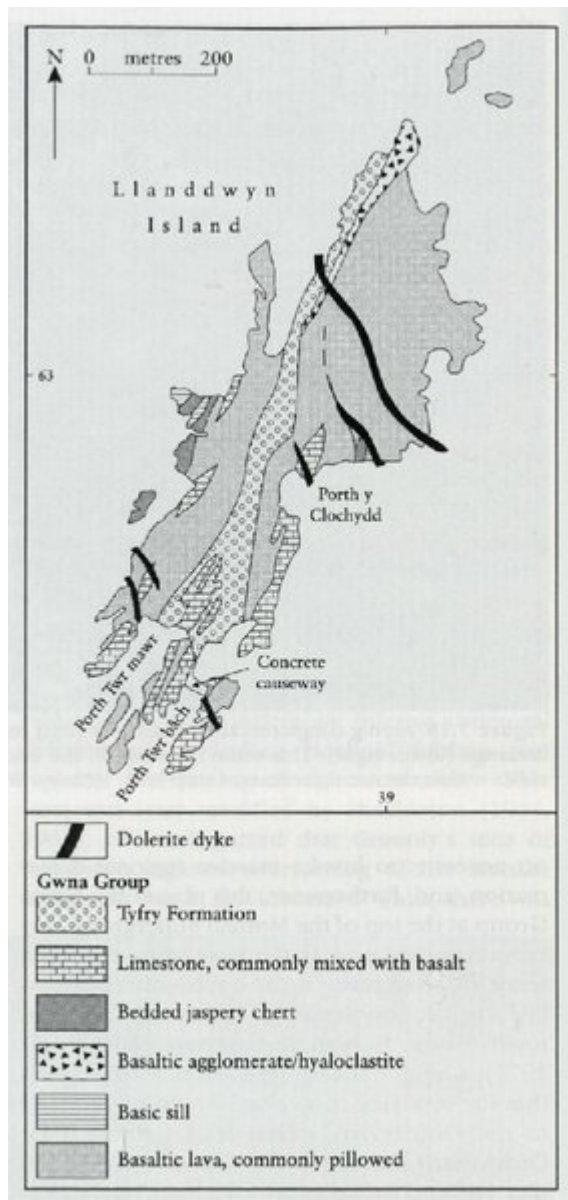 N
0 metres 200
Llanddwyn
Island
63
Porth y
Clochydd
Porth Twr mawr
Concrete
causeway
Porth Twr bach
39
Dolerite dyke
Gwna Group
Tyfry Formation
Limestone, commonly mixed with basalt
Bedded jaspery chert
Basaltic agglomerate/hyaloclastite
Basic sill
Basaltic lava, commonly pillowed